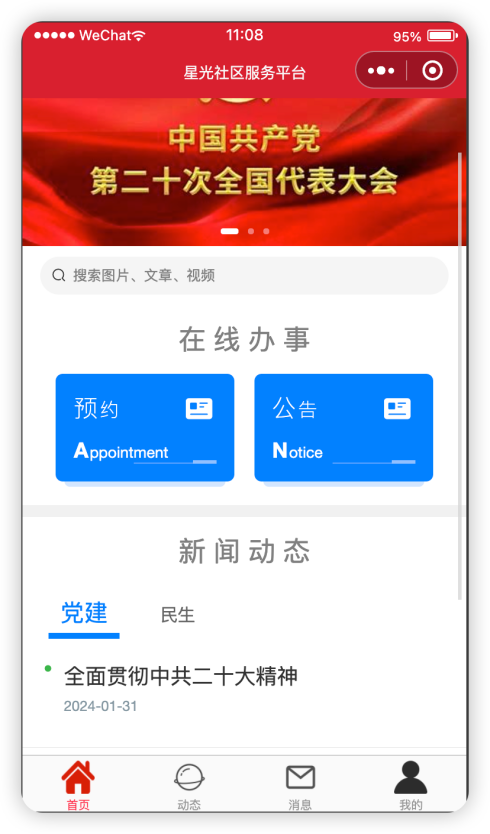 WeChat
11:08
95%
星光社区服务平台
中国共产党
第二十次全国代表大会
搜索图片、文章、视频
在线办事
预约
Appointment
公告
Notice
新闻动态
党建
民生
全面贯彻中共二十大精神
2024-01-31
首页
动态
消息
我的